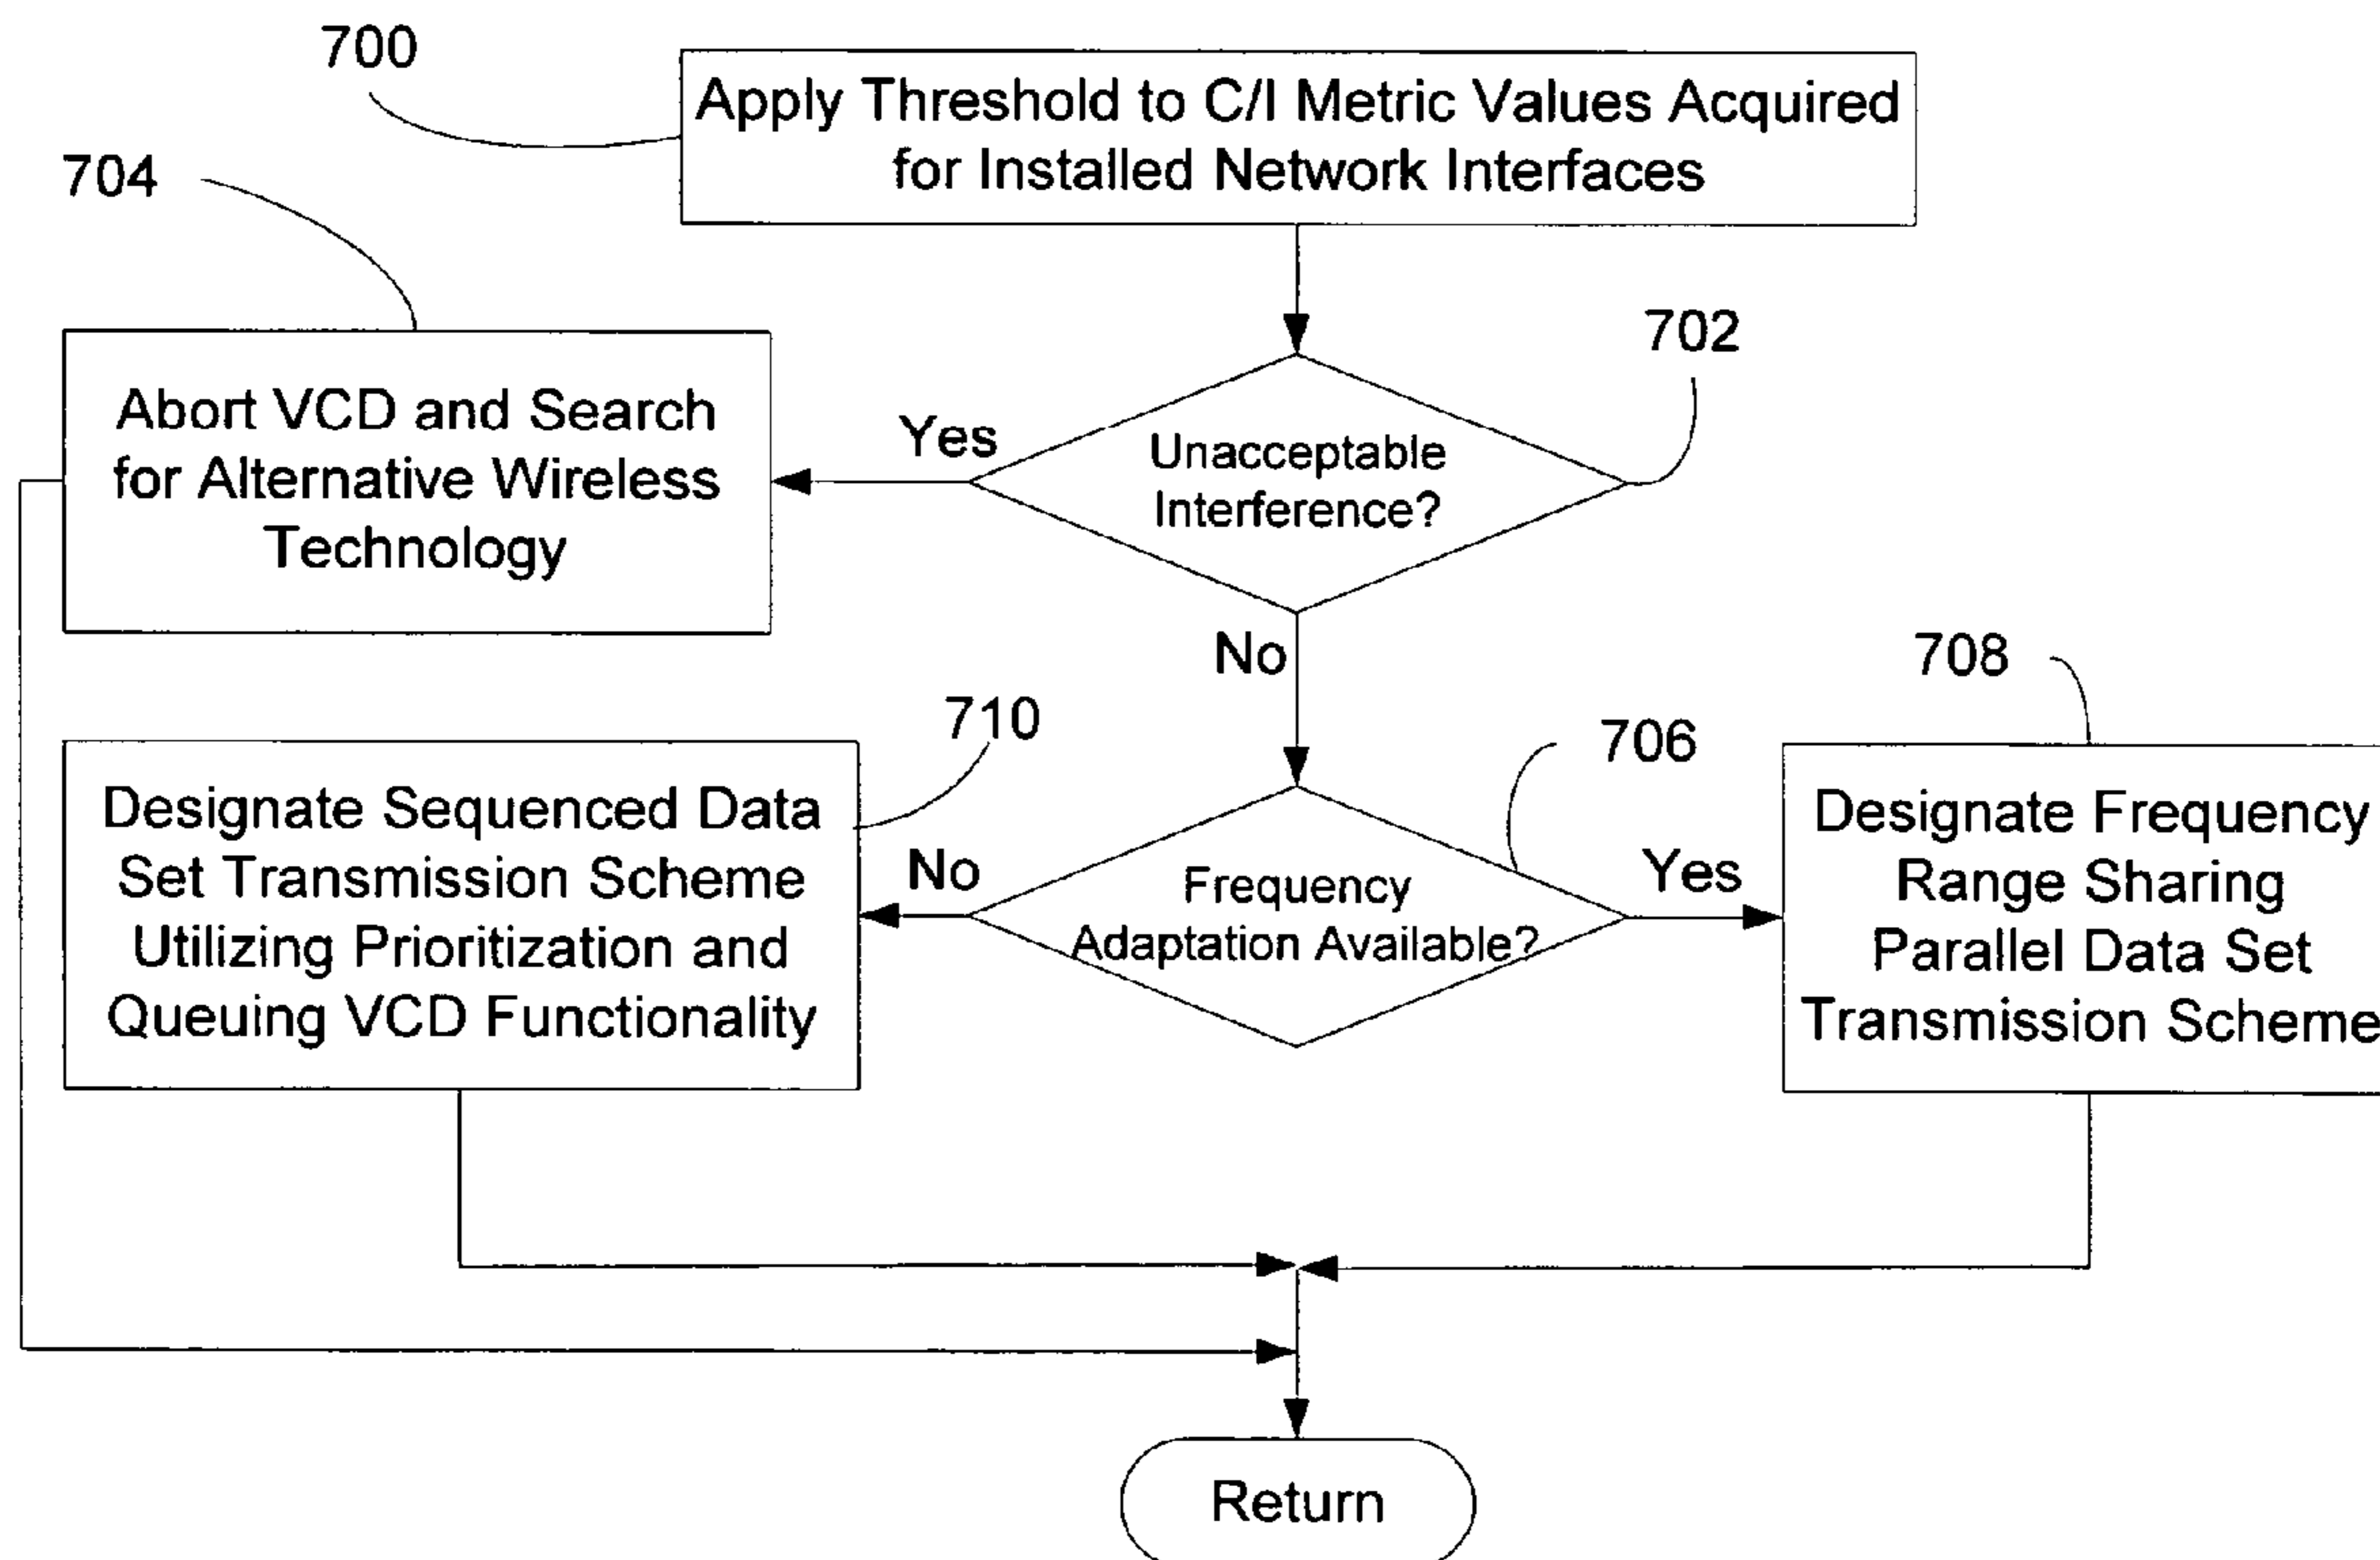 700
Apply Threshold to C/I Metric Values Acquired
for Installed Network Interfaces
704
702
Abort VCD and Search
for Alternative Wireless
Technology
Yes
Unacceptable
Interference?
No
708
710
706
Designate Sequenced Data
Set Transmission Scheme
Utilizing Prioritization and
Queuing VCD Functionality
No
Frequency
Adaptation Available?
Yes
Designate Frequency
Range Sharing
Parallel Data Set
Transmission Scheme
Return